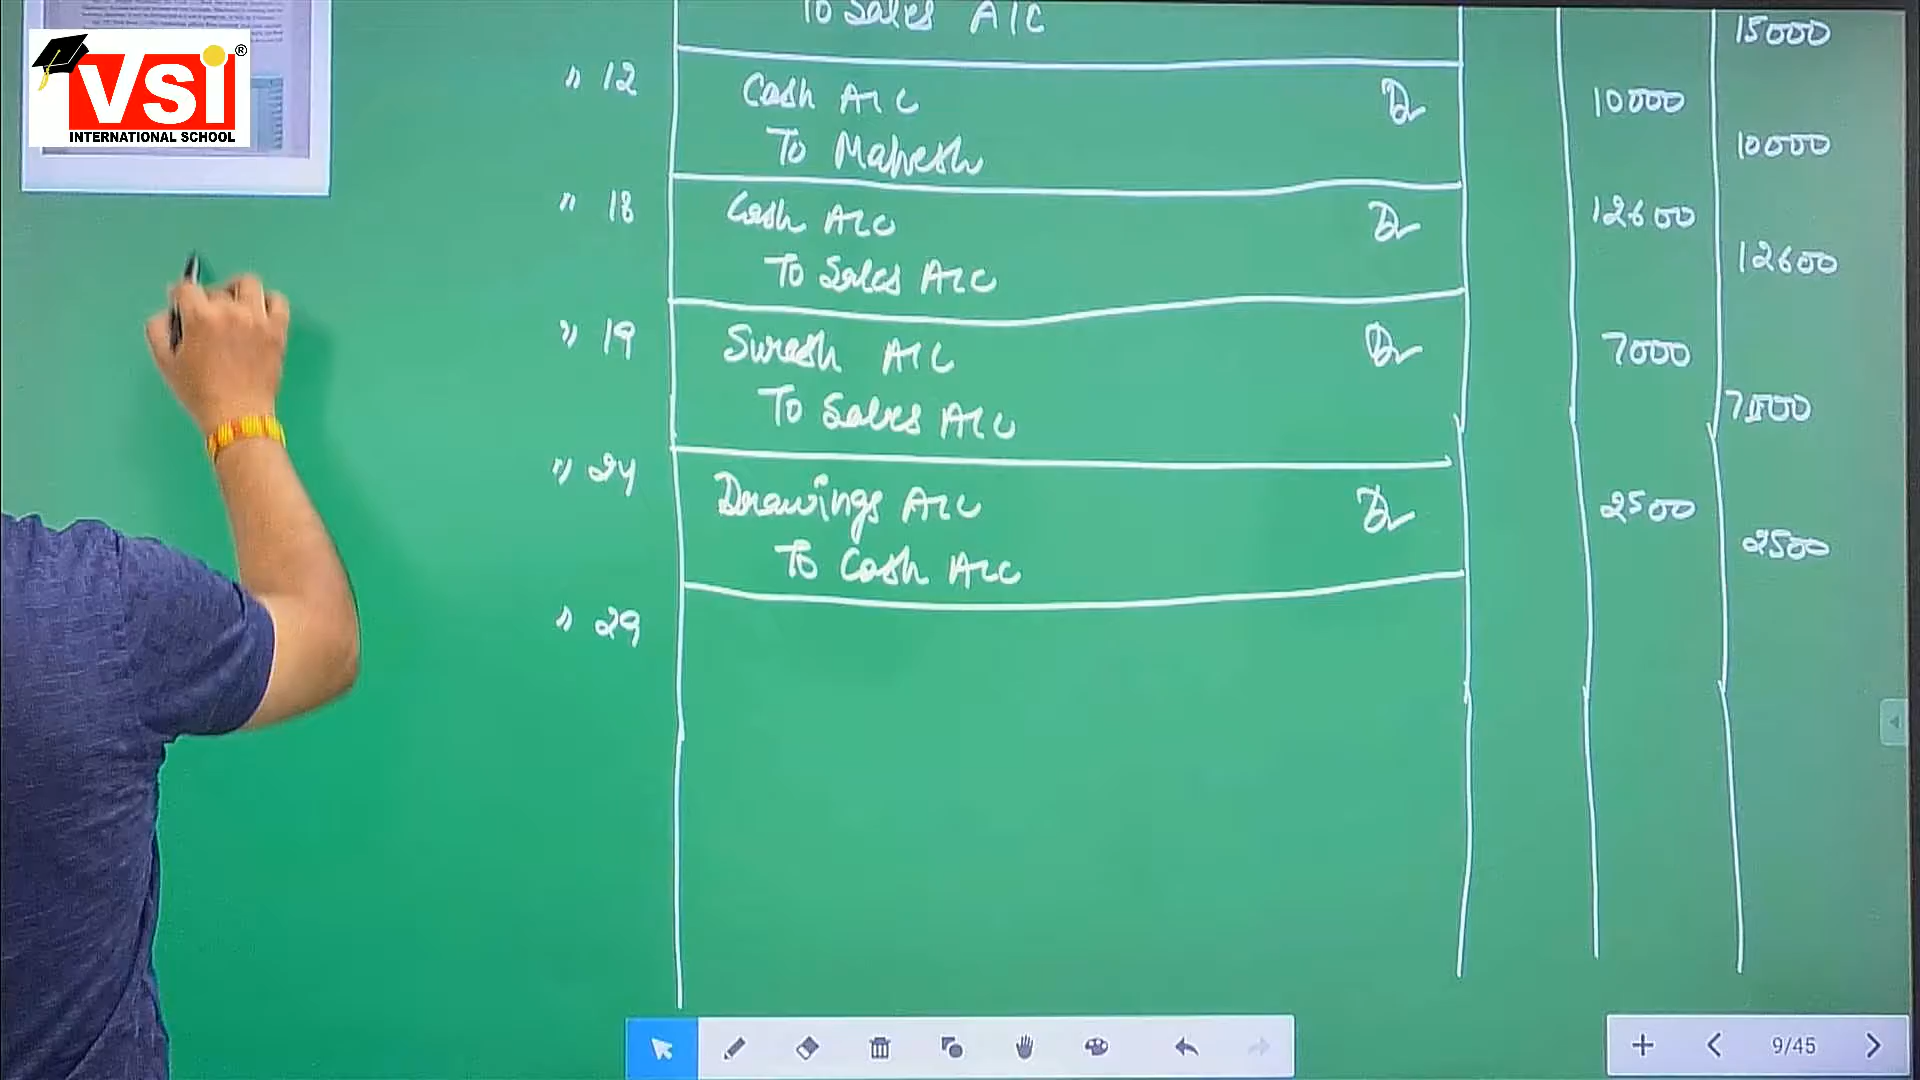 VSI®
INTERNATIONAL SCHOOL
To Sales A/C 15000
" 12 Cash A/C Dr 10000
To Mahesh 10000
" 18 Cash A/C Dr 12600
To Sales A/C 12600
" 19 Suresh A/C Dr 7000
To Sales A/C 7000
" 24 Drawings A/C Dr 2500
To Cash A/C 2500
" 29
9/45